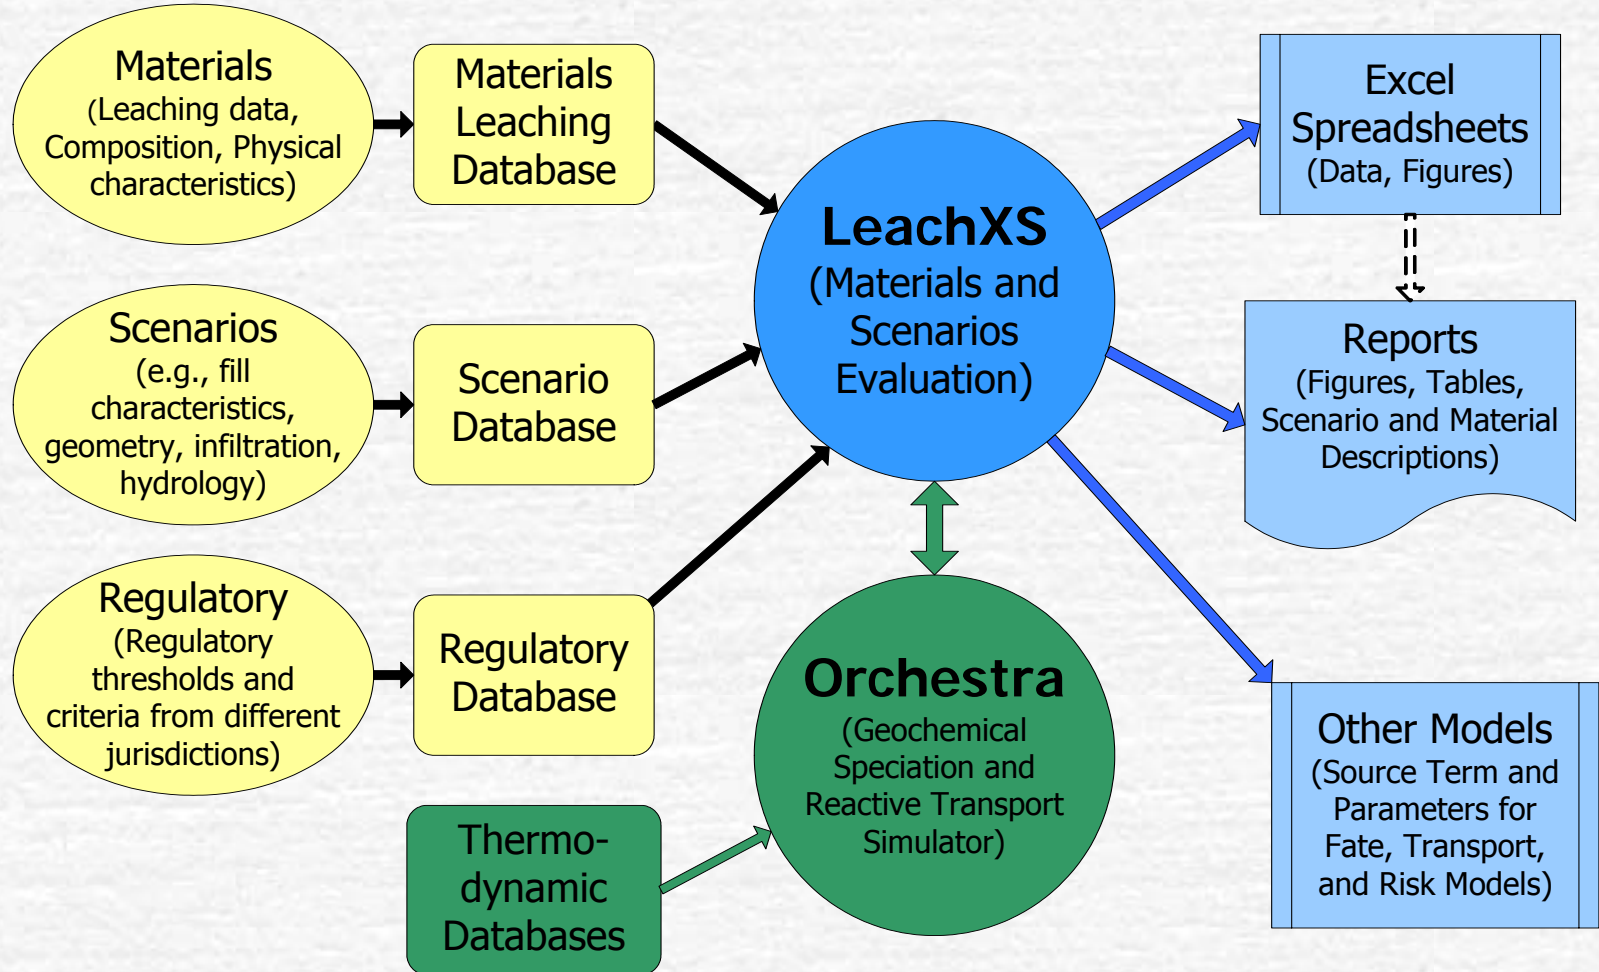 Materials
(Leaching data,
Composition, Physical
characteristics)
Materials
Leaching
Database
Scenarios
(e.g., fill
characteristics,
geometry, infiltration,
hydrology)
Scenario
Database
Regulatory
(Regulatory
thresholds and
criteria from different
jurisdictions)
Regulatory
Database
Thermo-
dynamic
Databases
LeachXS
(Materials and
Scenarios
Evaluation)
Orchestra
(Geochemical
Speciation and
Reactive Transport
Simulator)
Excel
Spreadsheets
(Data, Figures)
Reports
(Figures, Tables,
Scenario and Material
Descriptions)
Other Models
(Source Term and
Parameters for
Fate, Transport,
and Risk Models)